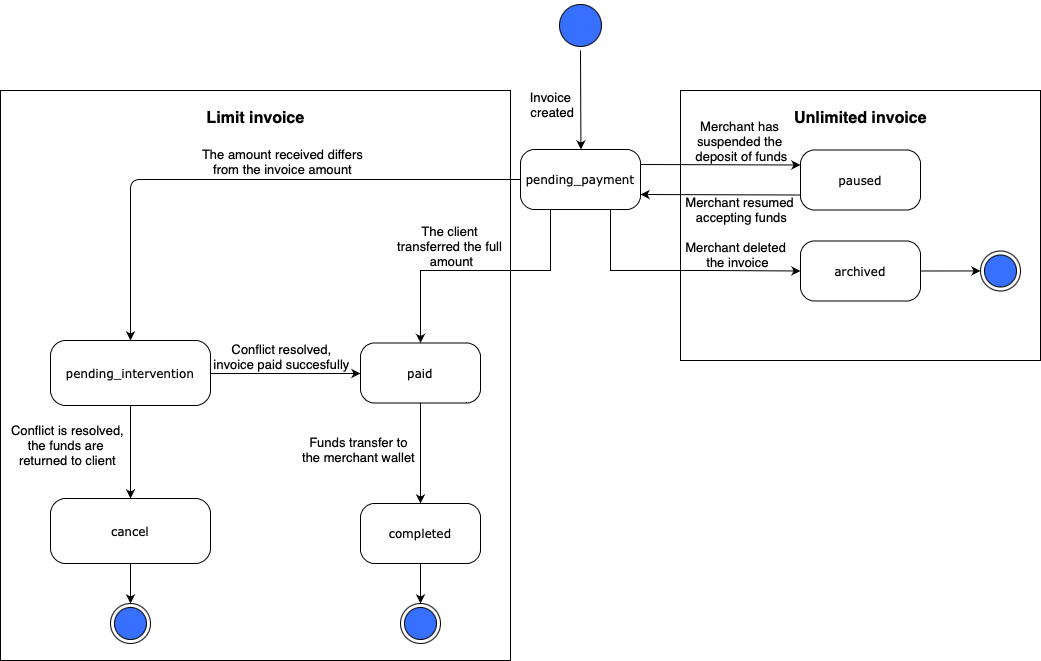 Invoice
created
Limit invoice
Unlimited invoice
The amount received differs
from the invoice amount
pending_payment
Merchant has
suspended the
deposit of funds
paused
Merchant resumed
accepting funds
The client
transferred the full
amount
Merchant deleted
the invoice
archived
pending_intervention
Conflict resolved,
invoice paid succesfully
paid
Conflict is resolved,
the funds are
returned to client
Funds transfer to
the merchant wallet
cancel
completed